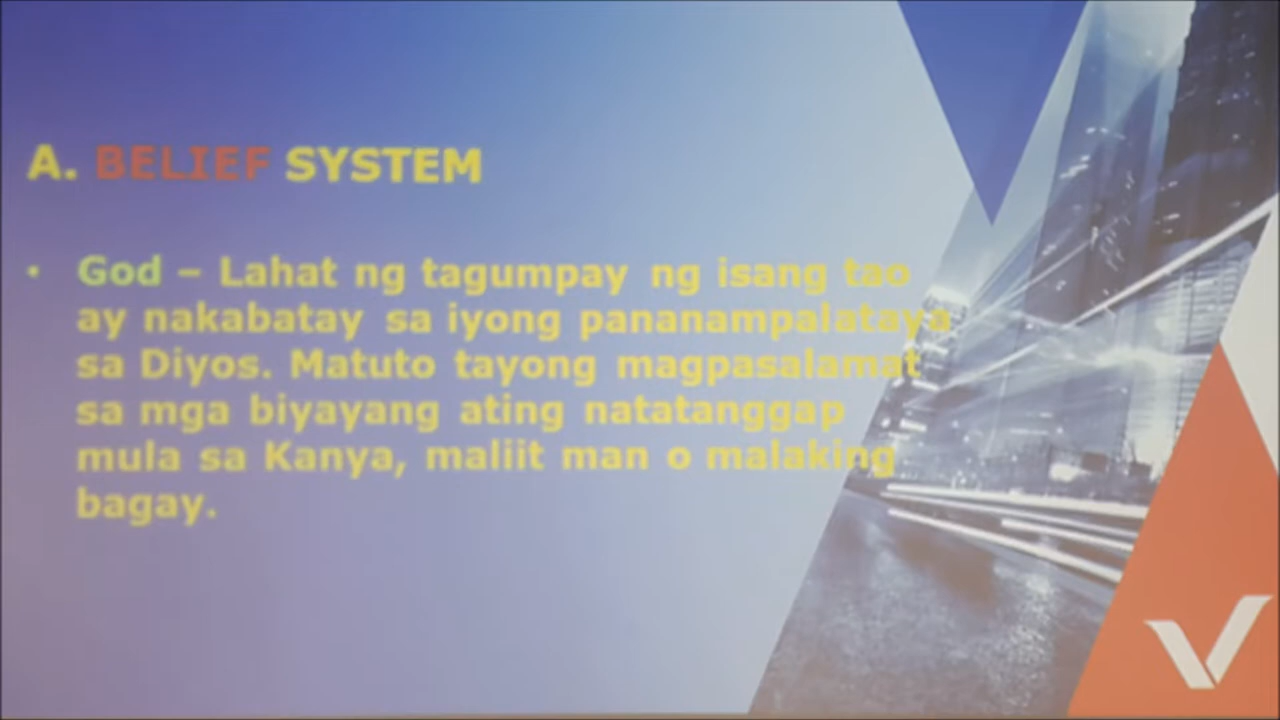 A. BELIEF SYSTEM
• God – Lahat ng tagumpay ng isang tao
ay nakabatay sa iyong pananampalataya
sa Diyos. Matuto tayong magpasalamat
sa mga biyayang ating natatanggap
mula sa Kanya, maliit man o malaking
bagay.